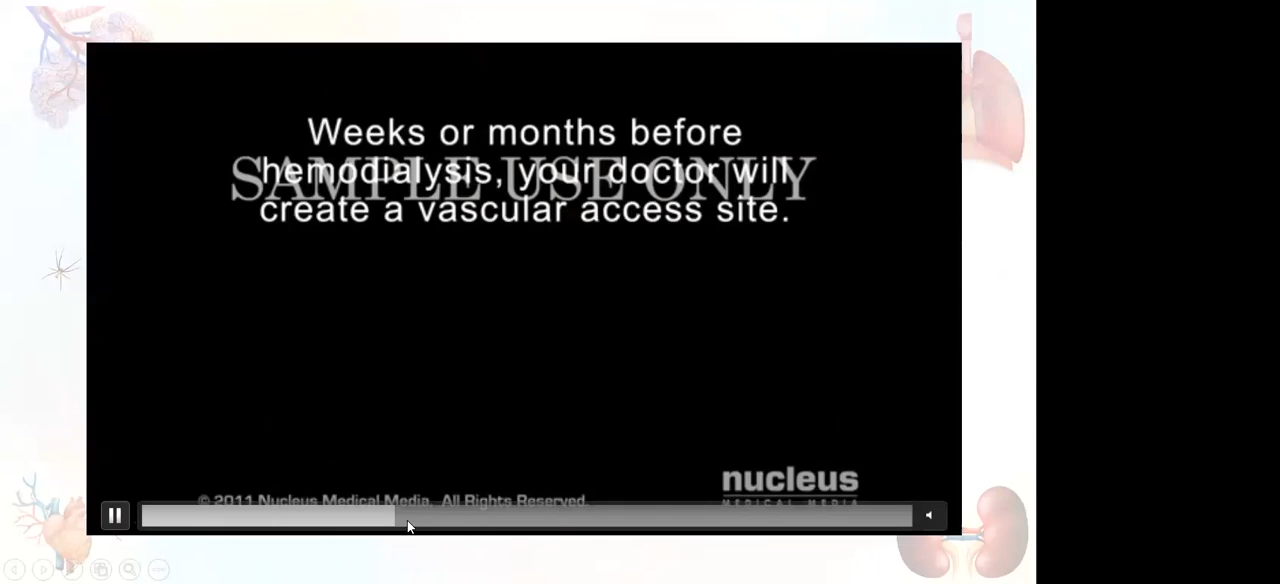 Weeks or months before
hemodialysis, your doctor will
create a vascular access site.
SAMPLE USE ONLY
nucleus
MEDICAL MEDIA
© 2011 Nucleus Medical Media, All Rights Reserved.